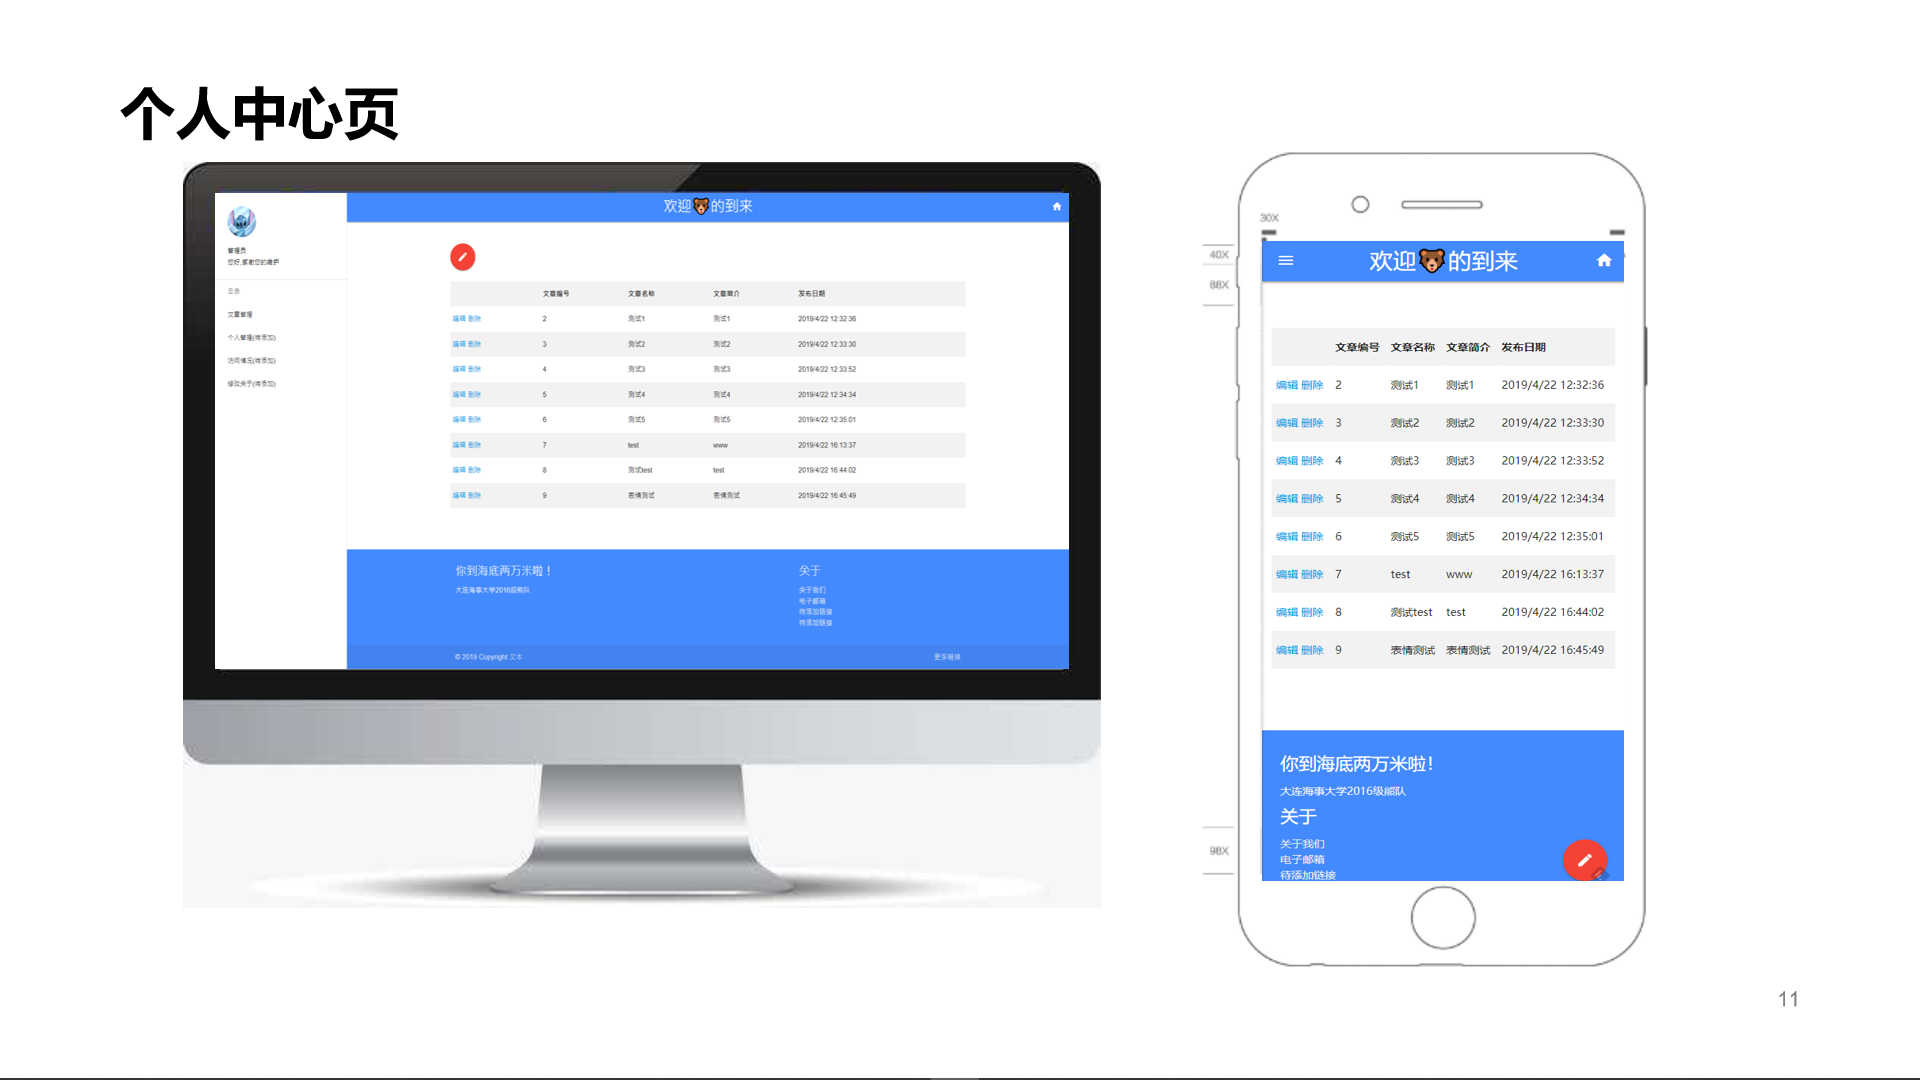 个人中心页
欢迎🐻的到来
管理员
您好,感谢您的维护
目录
文章管理
个人管理(待添加)
访问情况(待添加)
修改关于(待添加)
文章编号 文章名称 文章简介 发布日期
编辑 删除 2 测试1 测试1 2019/4/22 12:32:36
编辑 删除 3 测试2 测试2 2019/4/22 12:33:30
编辑 删除 4 测试3 测试3 2019/4/22 12:33:52
编辑 删除 5 测试4 测试4 2019/4/22 12:34:34
编辑 删除 6 测试5 测试5 2019/4/22 12:35:01
编辑 删除 7 test www 2019/4/22 16:13:37
编辑 删除 8 测试test test 2019/4/22 16:44:02
编辑 删除 9 表情测试 表情测试 2019/4/22 16:45:49
你到海底两万米啦！
大连海事大学2016级熊队
关于
关于我们
电子邮箱
待添加链接
待添加链接
© 2019 Copyright 文本
更多链接
30X
40X
88X
98X
欢迎🐻的到来
文章编号 文章名称 文章简介 发布日期
编辑 删除 2 测试1 测试1 2019/4/22 12:32:36
编辑 删除 3 测试2 测试2 2019/4/22 12:33:30
编辑 删除 4 测试3 测试3 2019/4/22 12:33:52
编辑 删除 5 测试4 测试4 2019/4/22 12:34:34
编辑 删除 6 测试5 测试5 2019/4/22 12:35:01
编辑 删除 7 test www 2019/4/22 16:13:37
编辑 删除 8 测试test test 2019/4/22 16:44:02
编辑 删除 9 表情测试 表情测试 2019/4/22 16:45:49
你到海底两万米啦！
大连海事大学2016级熊队
关于
关于我们
电子邮箱
待添加链接
11